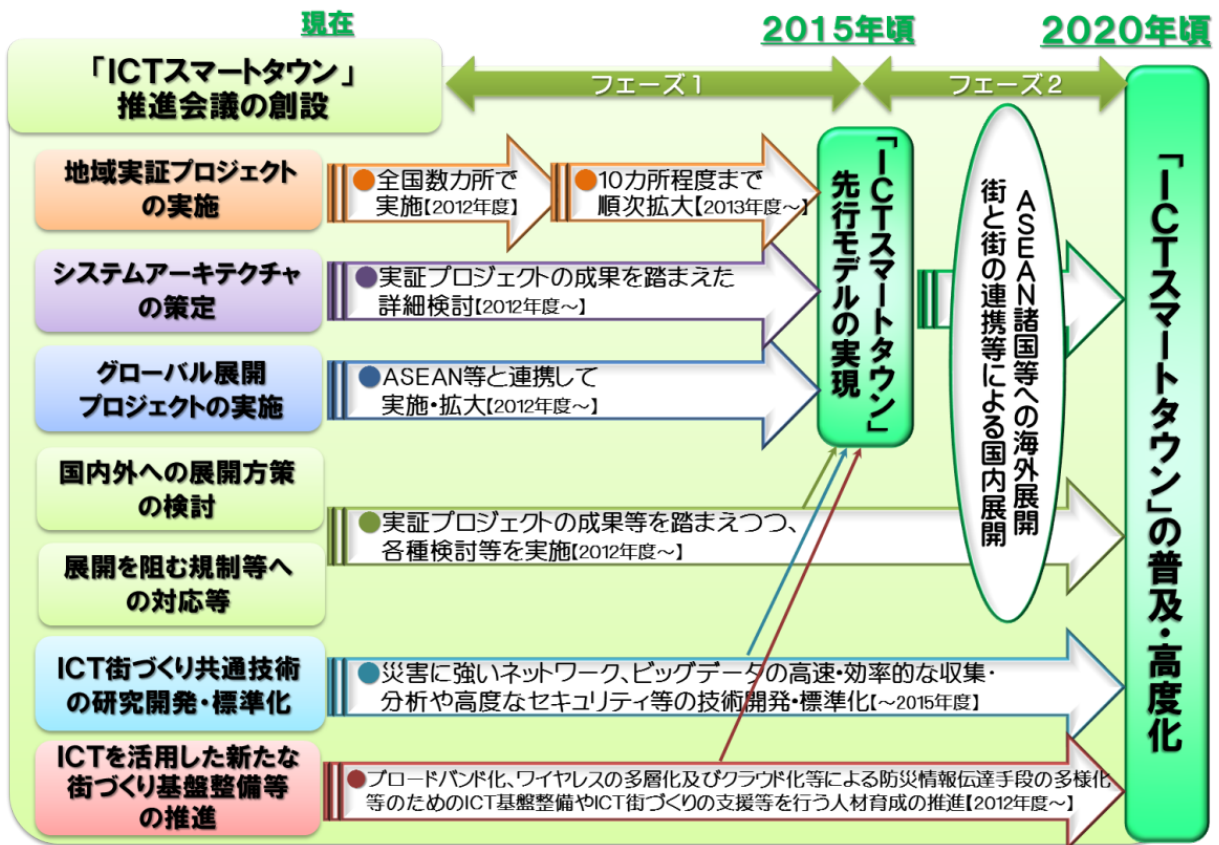 現在
2015年頃
2020年頃
「ICTスマートタウン」
推進会議の創設
フェーズ1
フェーズ2
地域実証プロジェクト
の実施
●全国数カ所で
実施【2012年度】
●10カ所程度まで
順次拡大【2013年度～】
システムアーキテクチャ
の策定
●実証プロジェクトの成果を踏まえた
詳細検討【2012年度～】
グローバル展開
プロジェクトの実施
●ASEAN等と連携して
実施・拡大【2012年度～】
「ICTスマートタウン」
先行モデルの実現
ASEAN諸国等への海外展開
街と街の連携等による国内展開
「ICTスマートタウン」の普及・高度化
国内外への展開方策
の検討
展開を阻む規制等へ
の対応等
●実証プロジェクトの成果等を踏まえつつ、
各種検討等を実施【2012年度～】
ICT街づくり共通技術
の研究開発・標準化
●災害に強いネットワーク、ビッグデータの高速・効率的な収集・
分析や高度なセキュリティ等の技術開発・標準化【～2015年度】
ICTを活用した新たな
街づくり基盤整備等
の推進
●ブロードバンド化、ワイヤレスの多層化及びクラウド化等による防災情報伝達手段の多様化
等のためのICT基盤整備やICT街づくりの支援等を行う人材育成の推進【2012年度～】